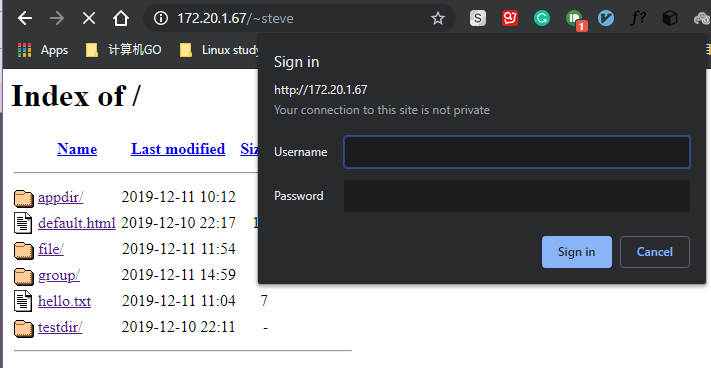 172.20.1.67/~steve
S
f?
1
Apps
计算机GO
Linux study
Sign in
http://172.20.1.67
Your connection to this site is not private
Username
Password
Sign in
Cancel
Index of /
Name Last modified
appdir/ 2019-12-11 10:12
default.html 2019-12-10 22:17
file/ 2019-12-11 11:54
group/ 2019-12-11 14:59
hello.txt 2019-12-11 11:04 7
testdir/ 2019-12-10 22:11 -